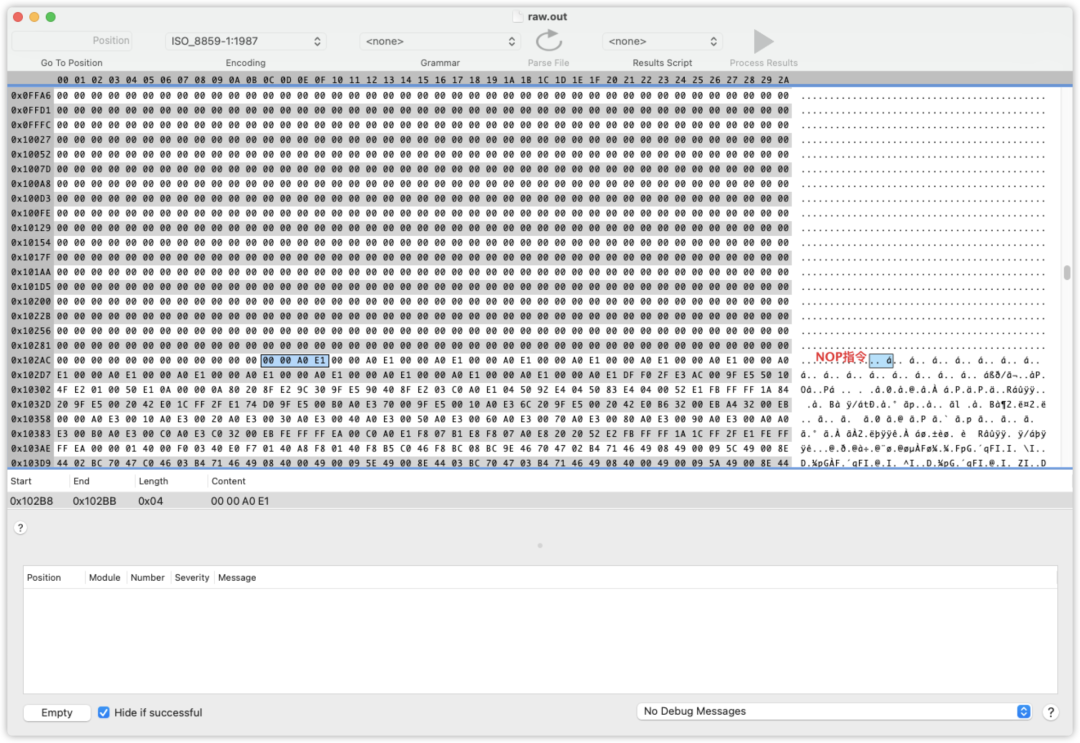 raw.out
Position
ISO_8859-1:1987
<none>
<none>
Go To Position
Encoding
Grammar
Parse File
Results Script
Process Results
00 01 02 03 04 05 06 07 08 09 0A 0B 0C 0D 0E 0F 10 11 12 13 14 15 16 17 18 19 1A 1B 1C 1D 1E 1F 20 21 22 23 24 25 26 27 28 29 2A
0x0FFA6 00 00 00 00 00 00 00 00 00 00 00 00 00 00 00 00 00 00 00 00 00 00 00 00 00 00 00 00 00 00 00 00 00 00 00 00 00 00 00 00 00 00 00
0x0FFD1 00 00 00 00 00 00 00 00 00 00 00 00 00 00 00 00 00 00 00 00 00 00 00 00 00 00 00 00 00 00 00 00 00 00 00 00 00 00 00 00 00 00 00
0x0FFFC 00 00 00 00 00 00 00 00 00 00 00 00 00 00 00 00 00 00 00 00 00 00 00 00 00 00 00 00 00 00 00 00 00 00 00 00 00 00 00 00 00 00 00
0x10027 00 00 00 00 00 00 00 00 00 00 00 00 00 00 00 00 00 00 00 00 00 00 00 00 00 00 00 00 00 00 00 00 00 00 00 00 00 00 00 00 00 00 00
0x10052 00 00 00 00 00 00 00 00 00 00 00 00 00 00 00 00 00 00 00 00 00 00 00 00 00 00 00 00 00 00 00 00 00 00 00 00 00 00 00 00 00 00 00
0x1007D 00 00 00 00 00 00 00 00 00 00 00 00 00 00 00 00 00 00 00 00 00 00 00 00 00 00 00 00 00 00 00 00 00 00 00 00 00 00 00 00 00 00 00
0x100A8 00 00 00 00 00 00 00 00 00 00 00 00 00 00 00 00 00 00 00 00 00 00 00 00 00 00 00 00 00 00 00 00 00 00 00 00 00 00 00 00 00 00 00
0x100D3 00 00 00 00 00 00 00 00 00 00 00 00 00 00 00 00 00 00 00 00 00 00 00 00 00 00 00 00 00 00 00 00 00 00 00 00 00 00 00 00 00 00 00
0x100FE 00 00 00 00 00 00 00 00 00 00 00 00 00 00 00 00 00 00 00 00 00 00 00 00 00 00 00 00 00 00 00 00 00 00 00 00 00 00 00 00 00 00 00
0x10129 00 00 00 00 00 00 00 00 00 00 00 00 00 00 00 00 00 00 00 00 00 00 00 00 00 00 00 00 00 00 00 00 00 00 00 00 00 00 00 00 00 00 00
0x10154 00 00 00 00 00 00 00 00 00 00 00 00 00 00 00 00 00 00 00 00 00 00 00 00 00 00 00 00 00 00 00 00 00 00 00 00 00 00 00 00 00 00 00
0x1017F 00 00 00 00 00 00 00 00 00 00 00 00 00 00 00 00 00 00 00 00 00 00 00 00 00 00 00 00 00 00 00 00 00 00 00 00 00 00 00 00 00 00 00
0x101AA 00 00 00 00 00 00 00 00 00 00 00 00 00 00 00 00 00 00 00 00 00 00 00 00 00 00 00 00 00 00 00 00 00 00 00 00 00 00 00 00 00 00 00
0x101D5 00 00 00 00 00 00 00 00 00 00 00 00 00 00 00 00 00 00 00 00 00 00 00 00 00 00 00 00 00 00 00 00 00 00 00 00 00 00 00 00 00 00 00
0x10200 00 00 00 00 00 00 00 00 00 00 00 00 00 00 00 00 00 00 00 00 00 00 00 00 00 00 00 00 00 00 00 00 00 00 00 00 00 00 00 00 00 00 00
0x1022B 00 00 00 00 00 00 00 00 00 00 00 00 00 00 00 00 00 00 00 00 00 00 00 00 00 00 00 00 00 00 00 00 00 00 00 00 00 00 00 00 00 00 00
0x10256 00 00 00 00 00 00 00 00 00 00 00 00 00 00 00 00 00 00 00 00 00 00 00 00 00 00 00 00 00 00 00 00 00 00 00 00 00 00 00 00 00 00 00
0x10281 00 00 00 00 00 00 00 00 00 00 00 00 00 00 00 00 00 00 00 00 00 00 00 00 00 00 00 00 00 00 00 00 00 00 00 00 00 00 00 00 00 00 00
0x102AC 00 00 00 00 00 00 00 00 00 00 00 00 00 00 A0 E1 00 00 A0 E1 00 00 A0 E1 00 00 A0 E1 00 00 A0 E1 00 00 A0 E1 00 00 A0 E1 00 00 A0 NOP指令
0x102D7 E1 00 00 A0 E1 00 00 A0 E1 00 00 A0 E1 00 00 A0 E1 00 00 A0 E1 00 00 A0 E1 00 00 A0 E1 00 00 A0 E1 DF F0 2F E3 AC 00 9F E5 50 10
0x10302 4F E2 01 00 50 E1 0A 00 00 0A 80 20 8F E2 9C 30 9F E5 90 40 8F E2 03 C0 A0 E1 04 50 92 E4 04 50 83 E4 04 00 52 E1 FB FF FF 1A 84
0x1032D 20 9F E5 00 20 42 E0 1C FF 2F E1 74 D0 9F E5 00 80 A0 E3 70 00 9F E5 00 10 A0 E3 6C 20 9F E5 00 20 42 E0 B6 32 00 EB A4 32 00 EB
0x10358 00 00 A0 E3 00 10 A0 E3 00 20 A0 E3 00 30 A0 E3 00 40 A0 E3 00 50 A0 E3 00 60 A0 E3 00 70 A0 E3 00 80 A0 E3 00 90 A0 E3 00 A0 A0
0x10383 E3 00 B0 A0 E3 00 C0 A0 E3 C0 32 00 EB FE FF FF EA 00 C0 A0 E1 F8 07 B1 E8 F8 07 A0 E8 20 20 52 E2 FB FF FF 1A 1C FF 2F E1 FE FF
0x103AE FF EA 00 00 01 40 00 F0 03 40 E0 F7 01 40 A8 F8 01 40 F8 B5 C0 46 F8 BC 08 BC 9E 46 70 47 02 B4 71 46 49 08 49 00 09 5C 49 00 8E
0x103D9 44 02 BC 70 47 C0 46 03 B4 71 46 49 08 40 00 49 00 09 5E 49 00 8E 44 03 BC 70 47 03 B4 71 46 49 08 40 00 49 00 09 5A 49 00 8E 44
Start End Length Content
0x102B8 0x102BB 0x04 00 00 A0 E1
?
Position Module Number Severity Message
Empty
Hide if successful
No Debug Messages
?